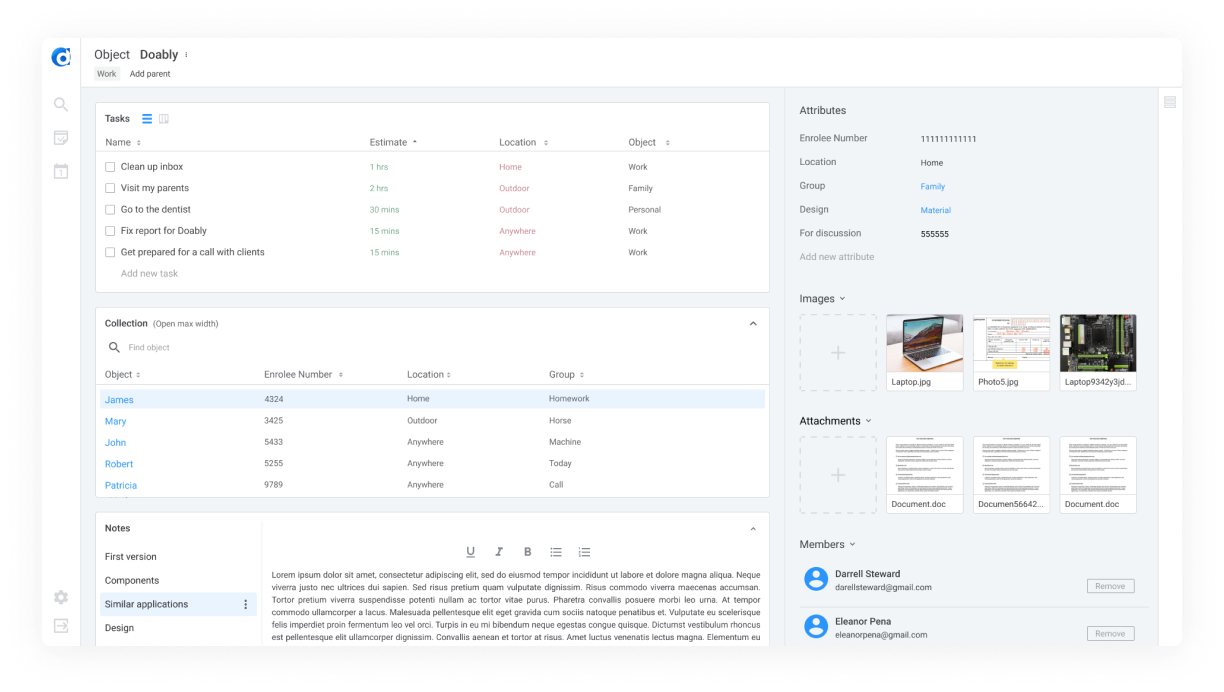 Object Doably
Work Add parent
Tasks
Name Estimate Location Object
Clean up inbox 1 hrs Home Work
Visit my parents 2 hrs Outdoor Family
Go to the dentist 30 mins Outdoor Personal
Fix report for Doably 15 mins Anywhere Work
Get prepared for a call with clients 15 mins Anywhere Work
Add new task
Collection (Open max width)
Find object
Object Enrolee Number Location Group
James 4324 Home Homework
Mary 3425 Outdoor Horse
John 5433 Anywhere Machine
Robert 5255 Anywhere Today
Patricia 9789 Anywhere Call
Notes
First version
Components
Similar applications
Design
U I B
Lorem ipsum dolor sit amet, consectetur adipiscing elit, sed do eiusmod tempor incididunt ut labore et dolore magna aliqua. Neque
viverra justo nec ultrices dui sapien. Sed risus pretium quam vulputate dignissim. Risus commodo viverra maecenas accumsan.
Tortor pretium viverra suspendisse potenti nullam ac tortor vitae purus. Pharetra convallis posuere morbi leo urna. At tempor
commodo ullamcorper a lacus. Malesuada pellentesque elit eget gravida cum sociis natoque penatibus et. Vulputate eu scelerisque
felis imperdiet proin fermentum leo vel orci. Turpis in eu mi bibendum neque egestas congue quisque. Dictumst vestibulum rhoncus
est pellentesque elit ullamcorper dignissim. Convallis aenean et tortor at risus. Amet luctus venenatis lectus magna. Elementum eu
Attributes
Enrolee Number 111111111111
Location Home
Group Family
Design Material
For discussion 555555
Add new attribute
Images
Laptop.jpg Photo5.jpg Laptop9342y3jd...
Attachments
Document.doc Documen56642... Document.doc
Members
Darrell Steward
darellsteward@gmail.com Remove
Eleanor Pena
eleanorpena@gmail.com Remove
1